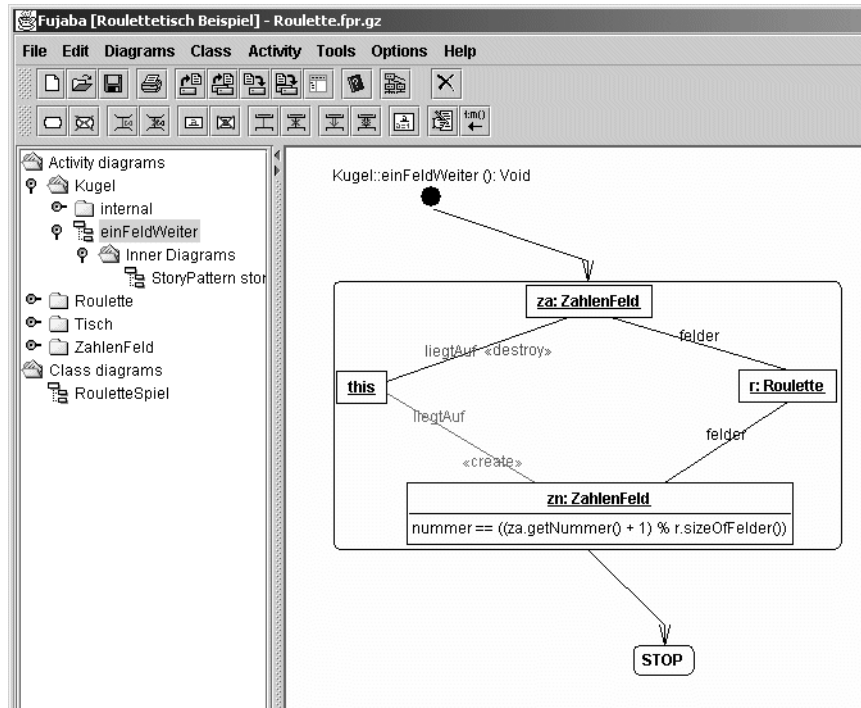 Fujaba [Roulettetisch Beispiel] - Roulette.fpr.gz
File Edit Diagrams Class Activity Tools Options Help
1:m()
Activity diagrams
Kugel
internal
einFeldWeiter
Inner Diagrams
StoryPattern stor
Roulette
Tisch
ZahlenFeld
Class diagrams
RouletteSpiel
Kugel::einFeldWeiter (): Void
za: ZahlenFeld
liegtAuf «destroy»
felder
this
r: Roulette
liegtAuf
felder
«create»
zn: ZahlenFeld
nummer == ((za.getNummer() + 1) % r.sizeOfFelder())
STOP